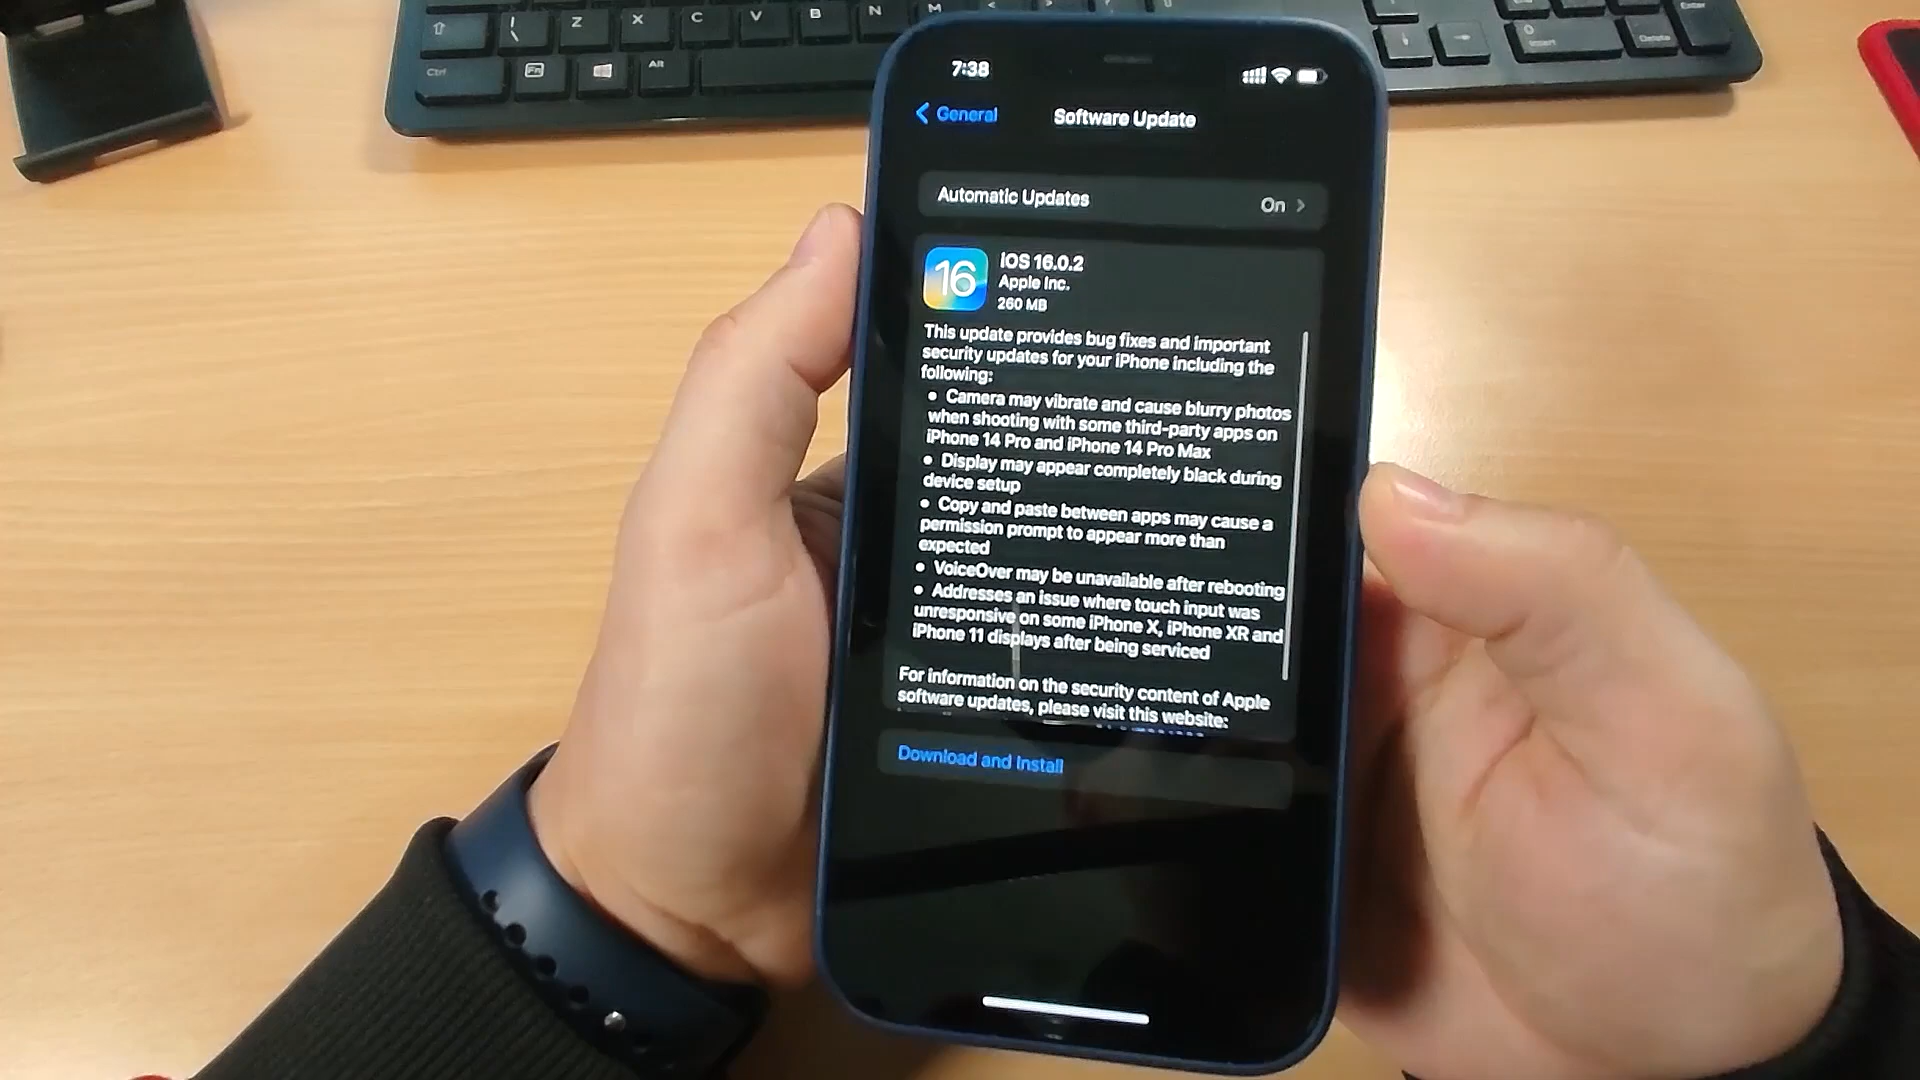 Z X C V B N M
Ctrl Fn Alt
0
Insert
Delete
Enter
7:38
General
Software Update
Automatic Updates
On
16
iOS 16.0.2
Apple Inc.
260 MB
This update provides bug fixes and important
security updates for your iPhone including the
following:
• Camera may vibrate and cause blurry photos
when shooting with some third-party apps on
iPhone 14 Pro and iPhone 14 Pro Max
• Display may appear completely black during
device setup
• Copy and paste between apps may cause a
permission prompt to appear more than
expected
• VoiceOver may be unavailable after rebooting
• Addresses an issue where touch input was
unresponsive on some iPhone X, iPhone XR and
iPhone 11 displays after being serviced
For information on the security content of Apple
software updates, please visit this website:
Download and Install